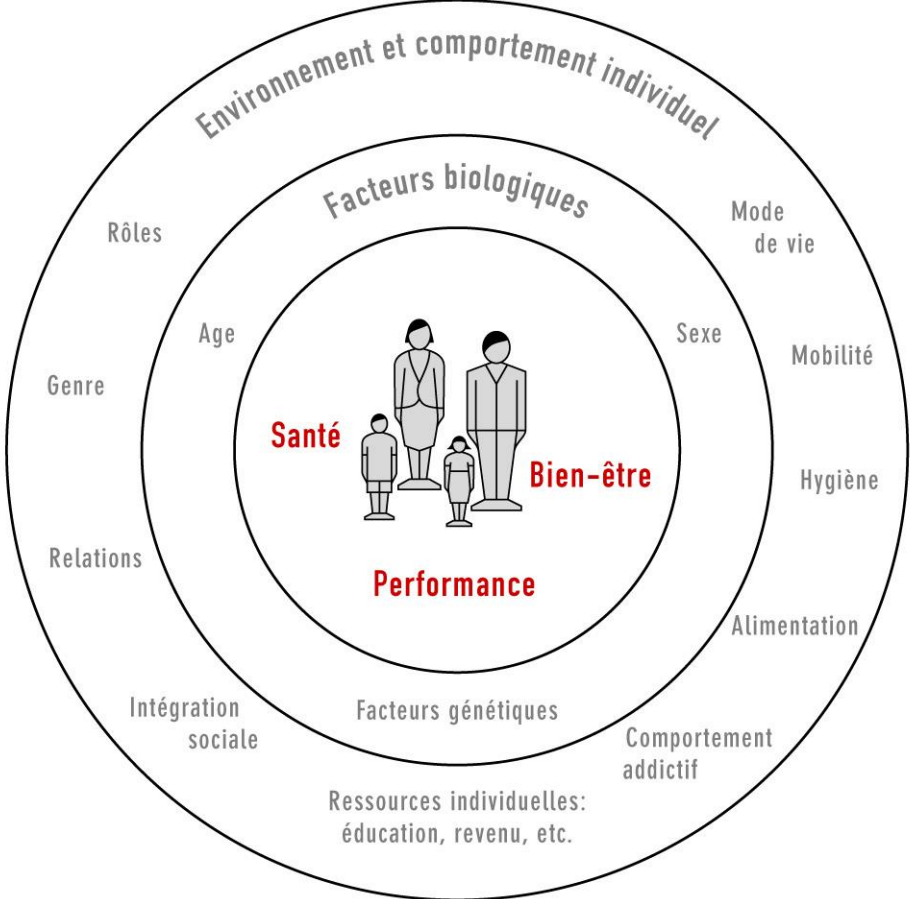 Environnement et comportement individuel
Facteurs biologiques
Rôles
Mode
de vie
Age
Sexe
Mobilité
Genre
Santé
Bien-être
Hygiène
Relations
Performance
Alimentation
Intégration
sociale
Facteurs génétiques
Comportement
addictif
Ressources individuelles:
éducation, revenu, etc.